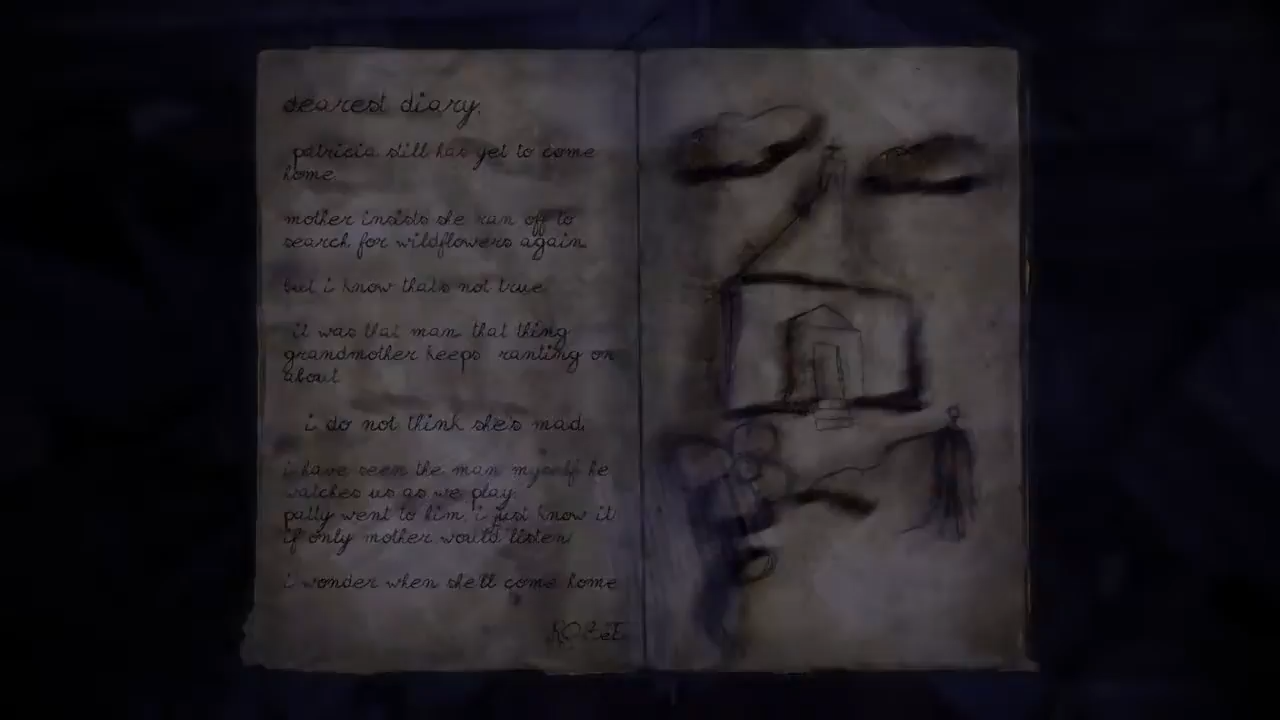 dearest diary,
patricia still has yet to come
home.
mother insists she ran off to
search for wildflowers again.
but i know thats not true
it was that man that thing
grandmother keeps ranting on
about
i do not think she's mad.
i have seen the man myself he
watches us as we play.
patty went to him, i just know it
if only mother would listen
i wonder when she'll come home